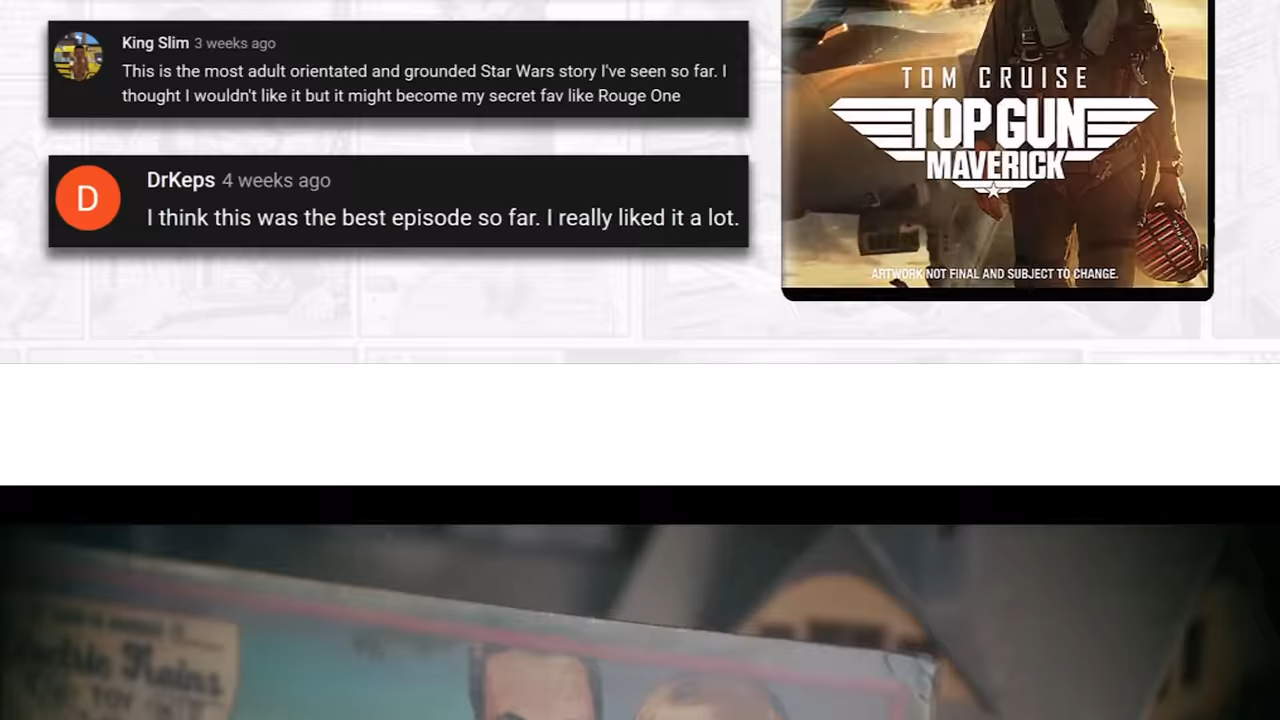 King Slim 3 weeks ago
This is the most adult orientated and grounded Star Wars story I've seen so far. I
thought I wouldn't like it but it might become my secret fav like Rouge One
D
DrKeps 4 weeks ago
I think this was the best episode so far. I really liked it a lot.
TOM CRUISE
TOP GUN
MAVERICK
ARTWORK NOT FINAL AND SUBJECT TO CHANGE.
Trains
TOY